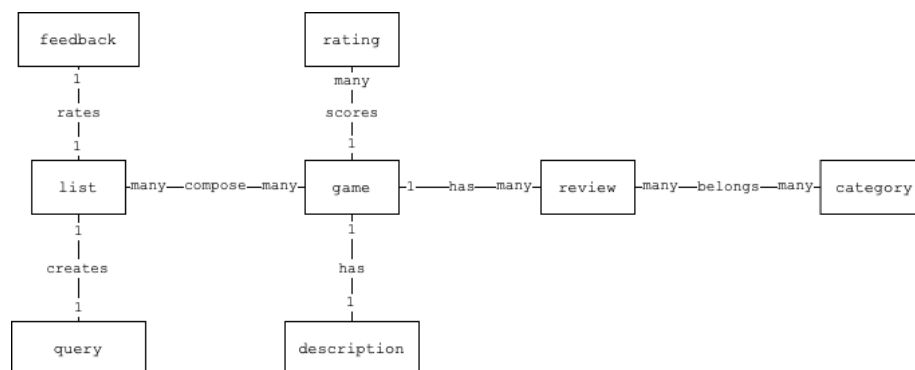 feedback rating
1 many
rates scores
1 1
list many compose many game 1 has many review many belongs many category
1 1
creates has
1 1
query description